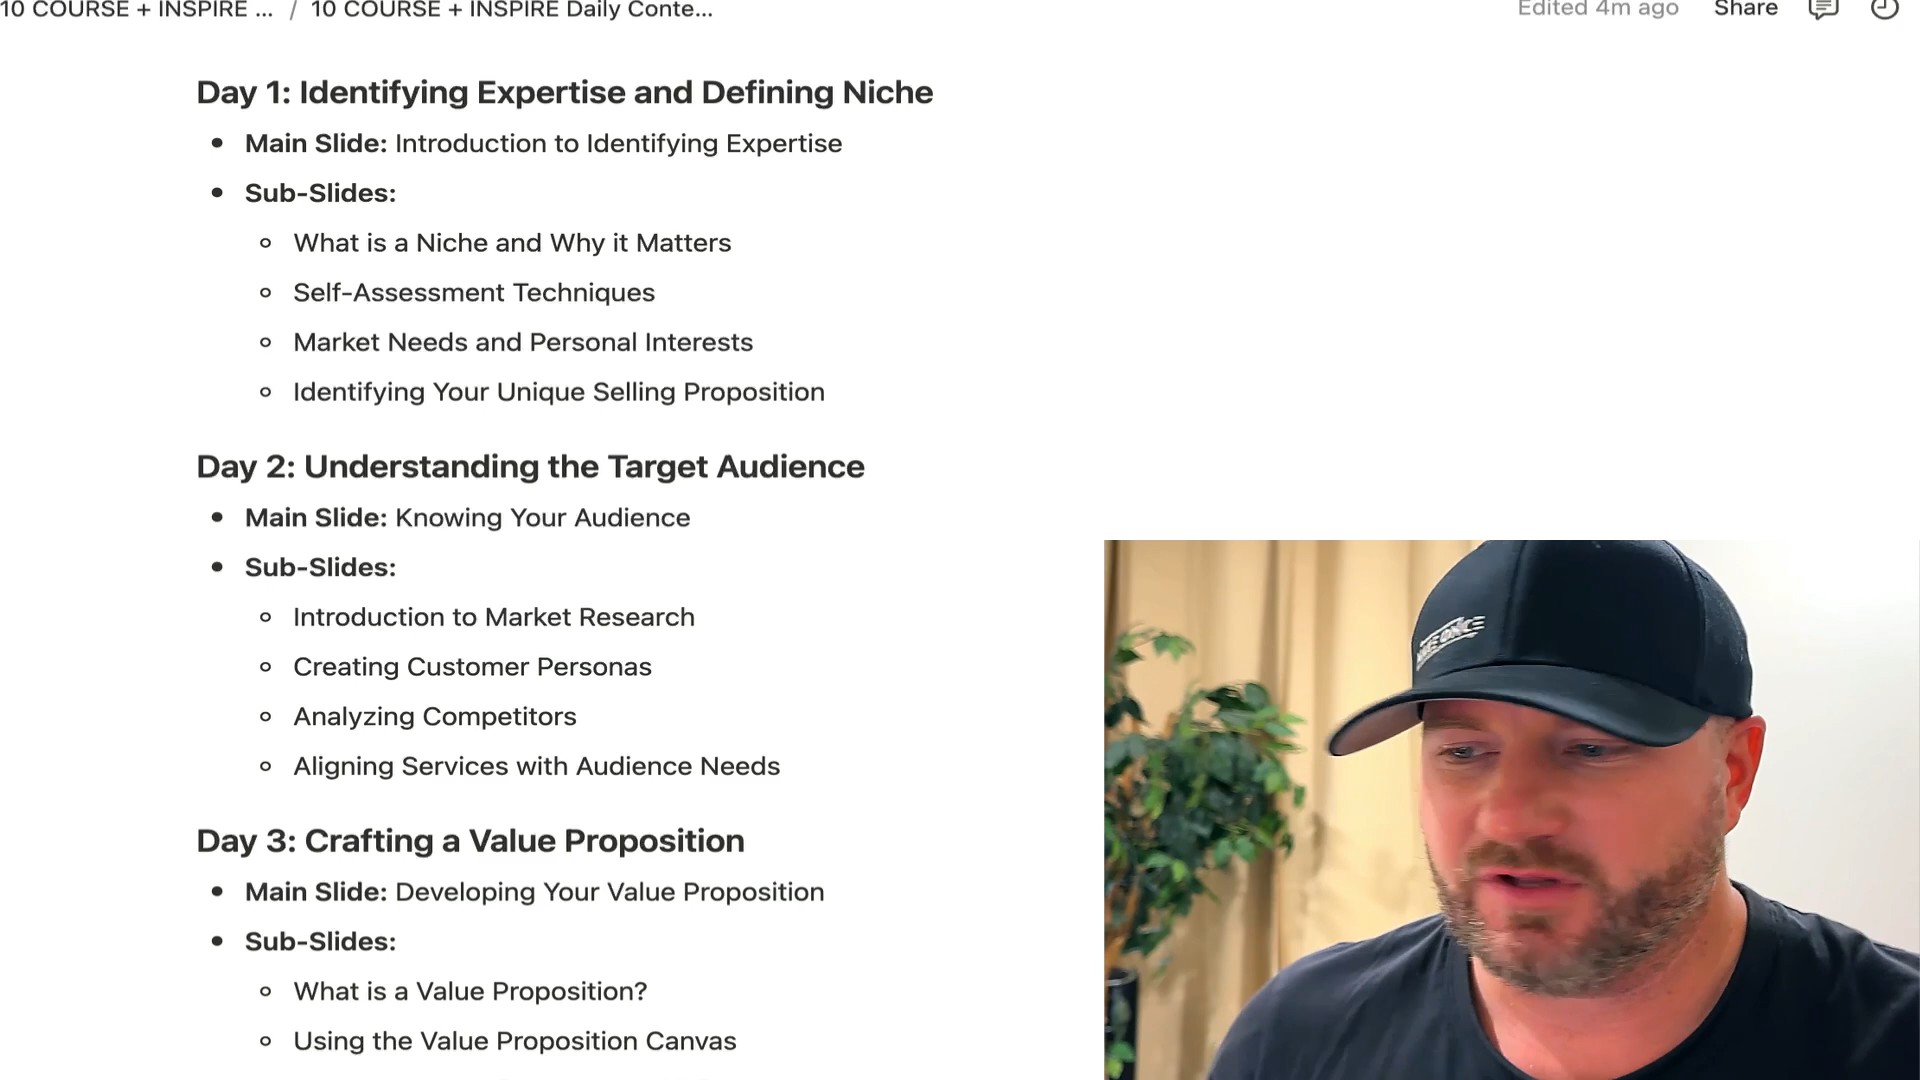 10 COURSE + INSPIRE ... / 10 COURSE + INSPIRE Daily Conte... Edited 4m ago Share
Day 1: Identifying Expertise and Defining Niche
Main Slide: Introduction to Identifying Expertise
Sub-Slides:
What is a Niche and Why it Matters
Self-Assessment Techniques
Market Needs and Personal Interests
Identifying Your Unique Selling Proposition
Day 2: Understanding the Target Audience
Main Slide: Knowing Your Audience
Sub-Slides:
Introduction to Market Research
Creating Customer Personas
Analyzing Competitors
Aligning Services with Audience Needs
Day 3: Crafting a Value Proposition
Main Slide: Developing Your Value Proposition
Sub-Slides:
What is a Value Proposition?
Using the Value Proposition Canvas